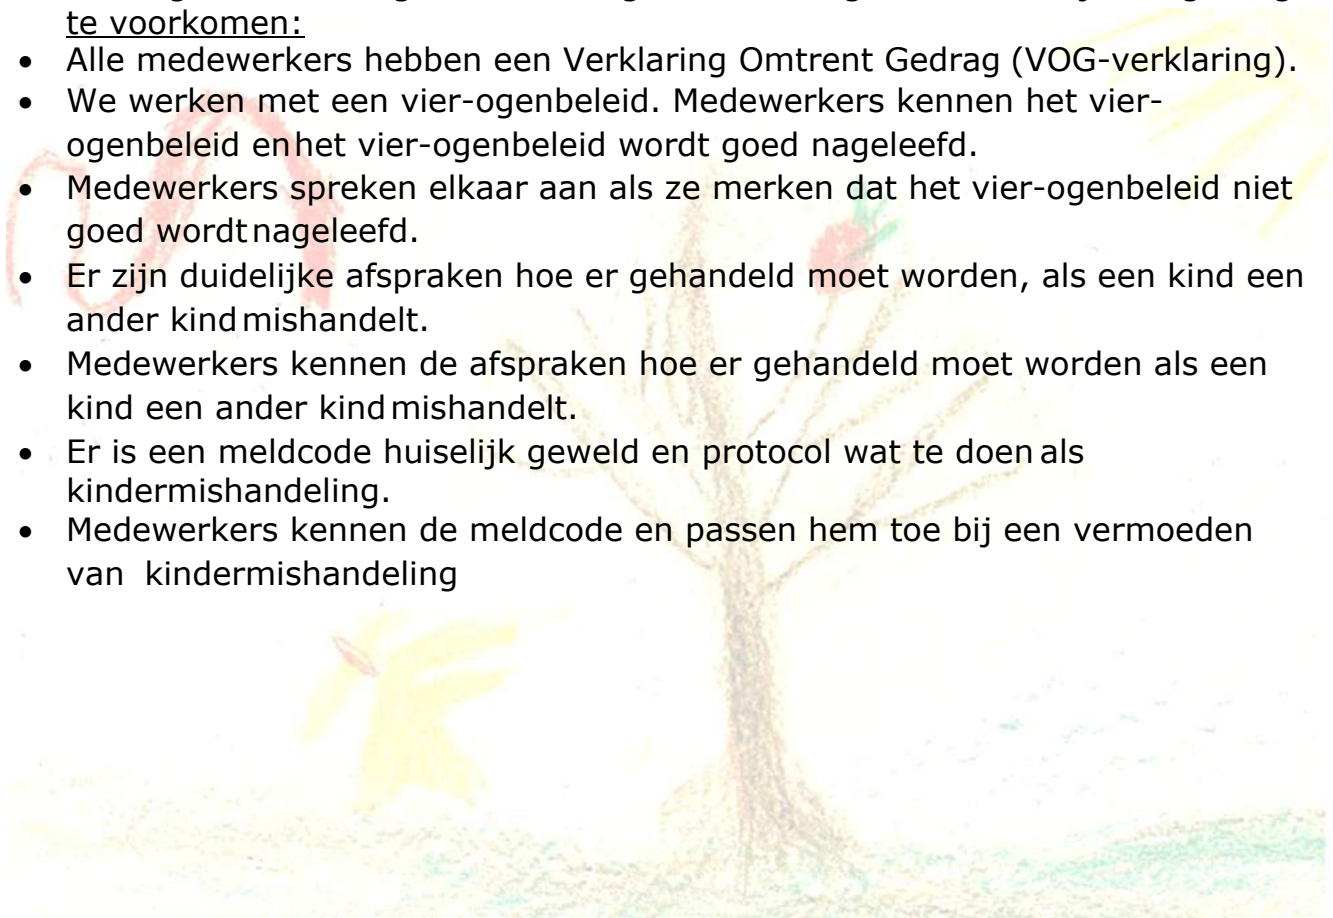 te voorkomen:
• Alle medewerkers hebben een Verklaring Omtrent Gedrag (VOG-verklaring).
• We werken met een vier-ogenbeleid. Medewerkers kennen het vier-
ogenbeleid enhet vier-ogenbeleid wordt goed nageleefd.
• Medewerkers spreken elkaar aan als ze merken dat het vier-ogenbeleid niet
goed wordt nageleefd.
• Er zijn duidelijke afspraken hoe er gehandeld moet worden, als een kind een
ander kind mishandelt.
• Medewerkers kennen de afspraken hoe er gehandeld moet worden als een
kind een ander kind mishandelt.
• Er is een meldcode huiselijk geweld en protocol wat te doen als
kindermishandeling.
• Medewerkers kennen de meldcode en passen hem toe bij een vermoeden
van kindermishandeling